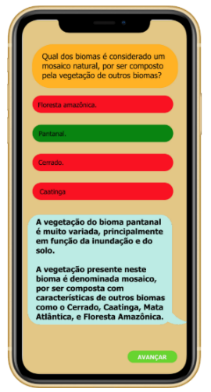 Qual dos biomas é considerado um
mosaico natural, por ser composto
pela vegetação de outros biomas?
Floresta amazônica.
Pantanal.
Cerrado.
Caatinga
A vegetação do bioma pantanal
é muito variada, principalmente
em função da inundação e do
solo.
A vegetação presente neste
bioma é denominada mosaico,
por ser composta com
características de outros biomas
como o Cerrado, Caatinga, Mata
Atlântica, e Floresta Amazônica.
AVANÇAR